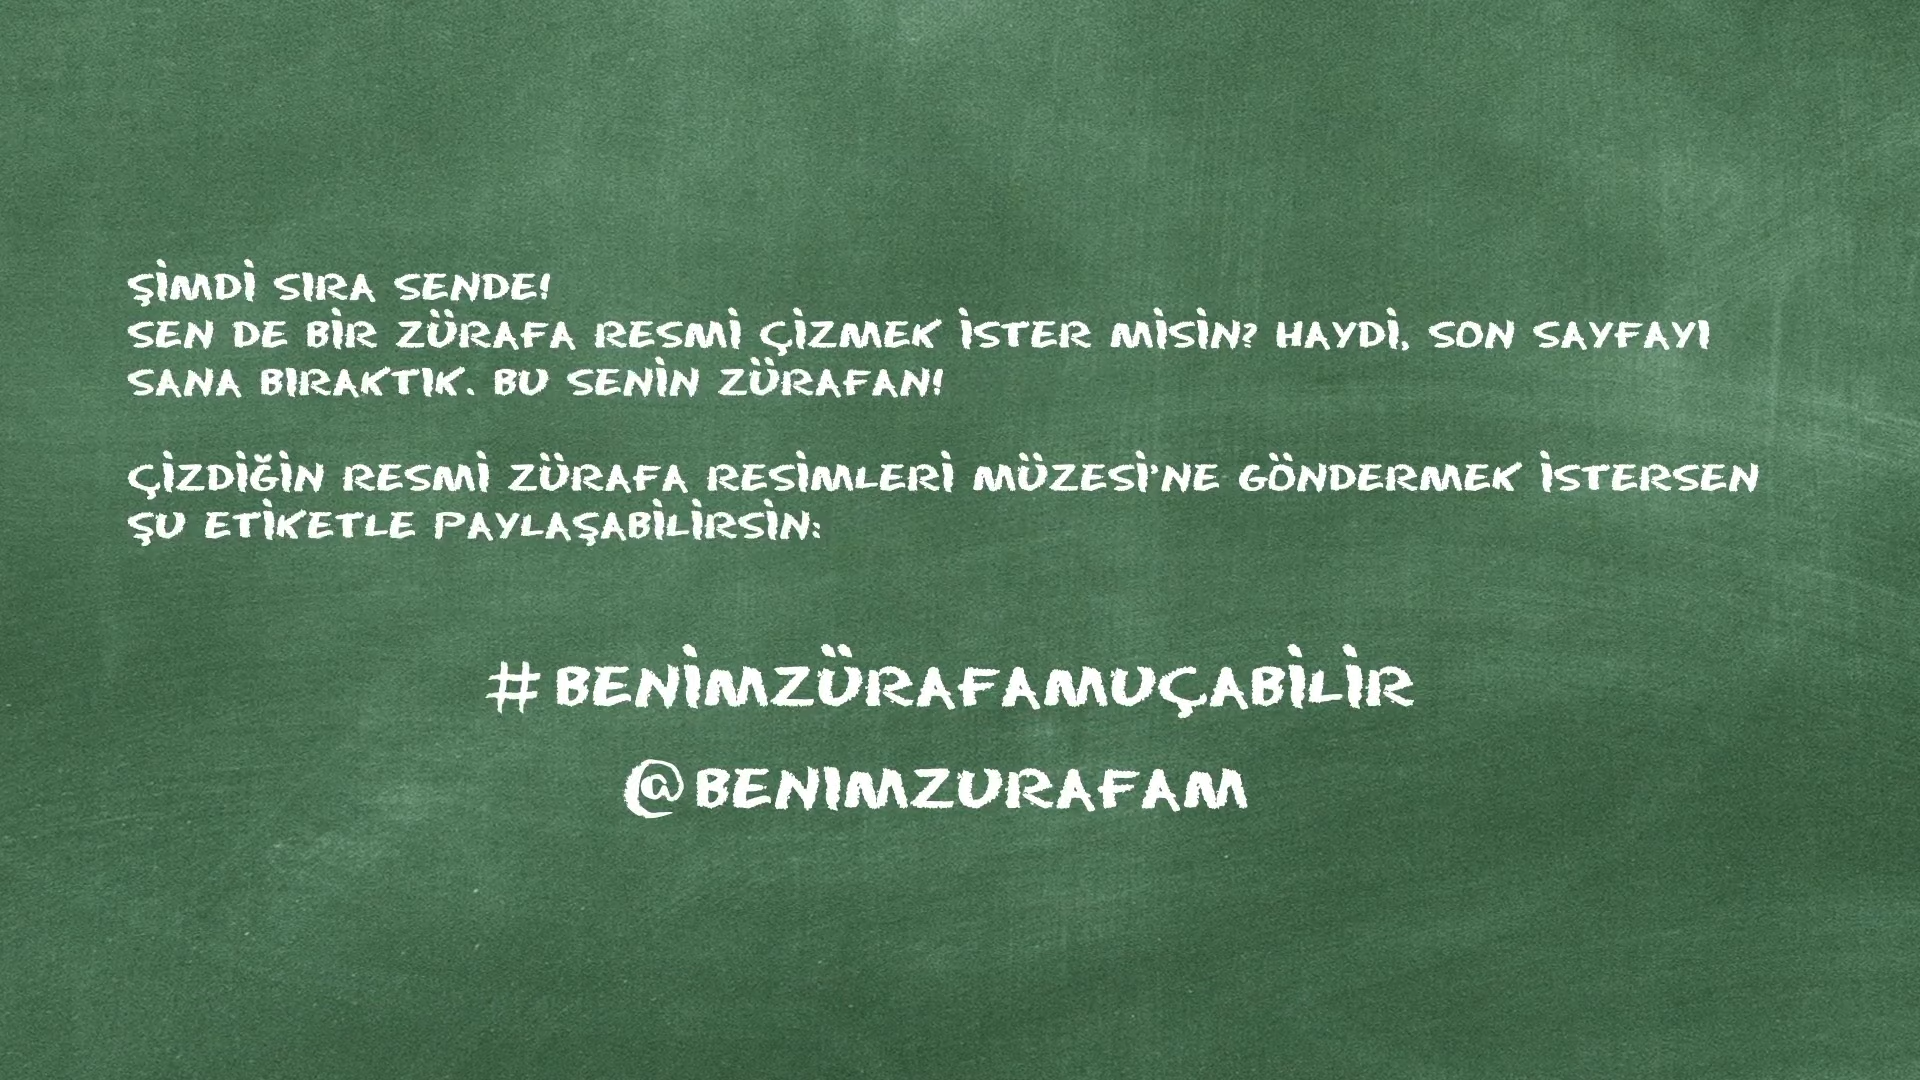 ŞİMDİ SIRA SENDE!
SEN DE BİR ZÜRAFA RESMİ ÇİZMEK İSTER MİSİN? HAYDİ, SON SAYFAYI
SANA BIRAKTIK. BU SENİN ZÜRAFAN!
ÇİZDİĞİN RESMİ ZÜRAFA RESİMLERİ MÜZESİ'NE GÖNDERMEK İSTERSEN
ŞU ETİKETLE PAYLAŞABİLİRSİN:
#BENİMZÜRAFAMUÇABİLİR
@BENIMZURAFAM